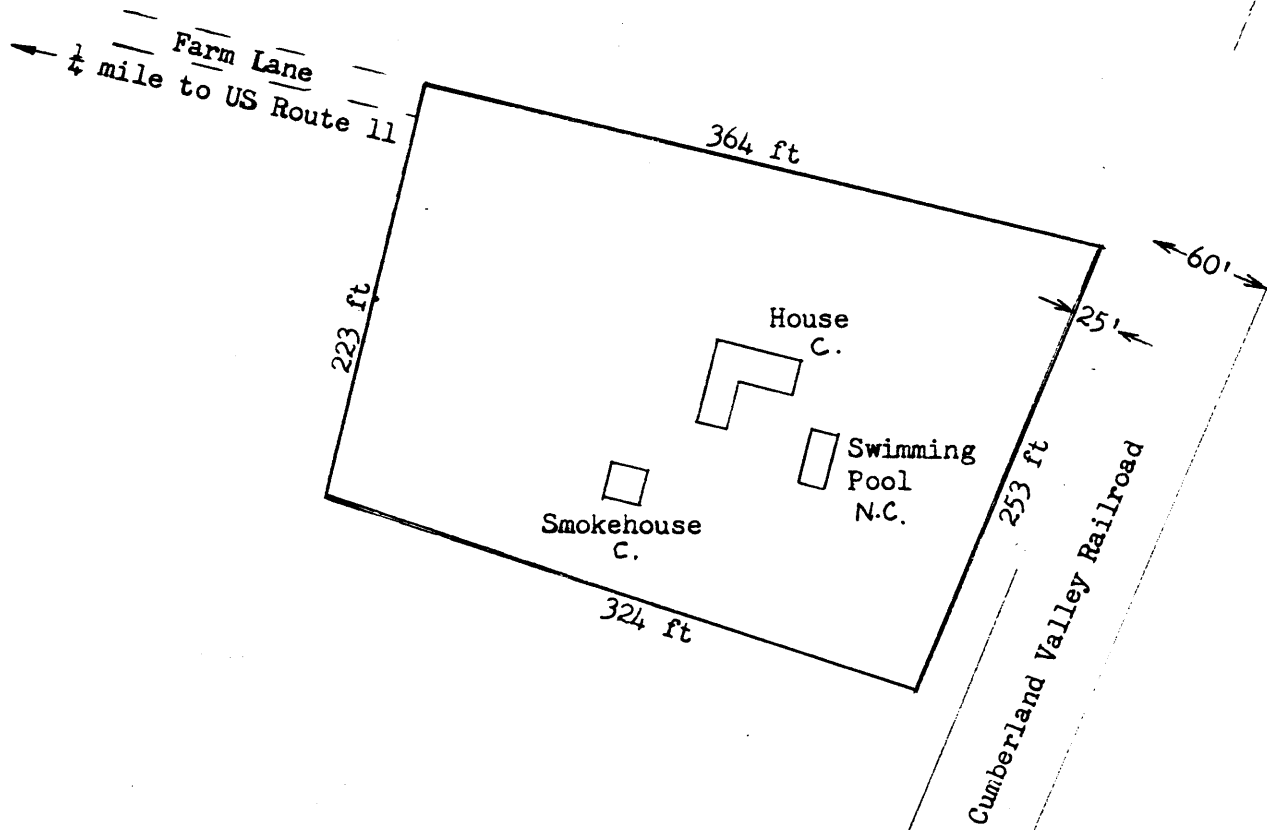 Farm Lane
¼ mile to US Route 11
364 ft
60'
25'
223 ft
House
C.
Swimming
Pool
N.C.
253 ft
Smokehouse
C.
324 ft
Cumberland Valley Railroad